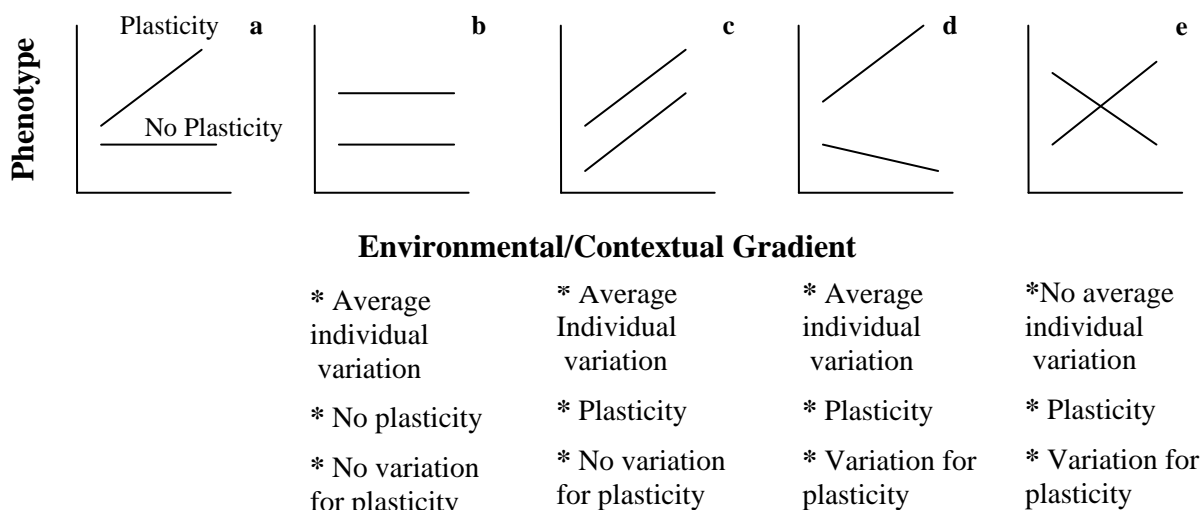 Phenotype
Plasticity
a
No Plasticity
b
c
d
e
Environmental/Contextual Gradient
* Average
individual
variation
* No plasticity
* No variation
for plasticity
* Average
Individual
variation
* Plasticity
* No variation
for plasticity
* Average
individual
variation
* Plasticity
* Variation for
plasticity
*No average
individual
variation
* Plasticity
* Variation for
plasticity